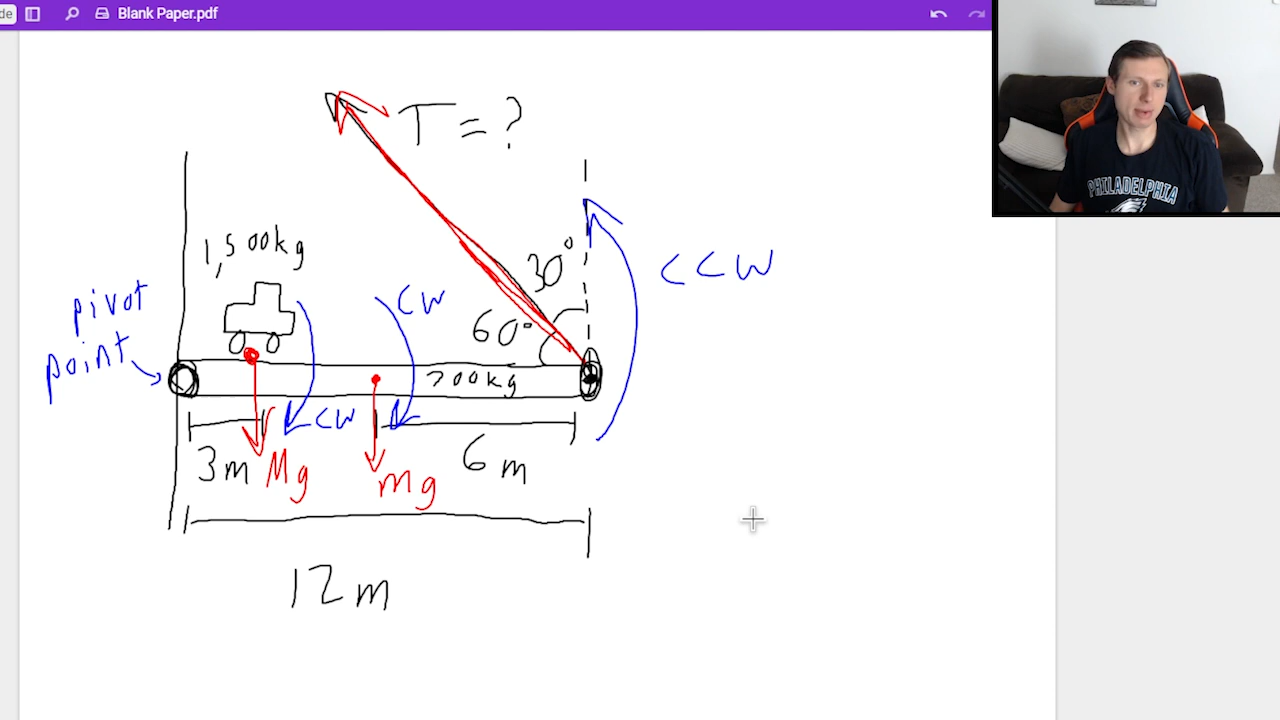 de
Blank Paper.pdf
T = ?
1,500kg
30°
CCW
pivot
point
CW
60°
700kg
CW
3m
Mg
mg
6m
12m
PHILADELPHIA